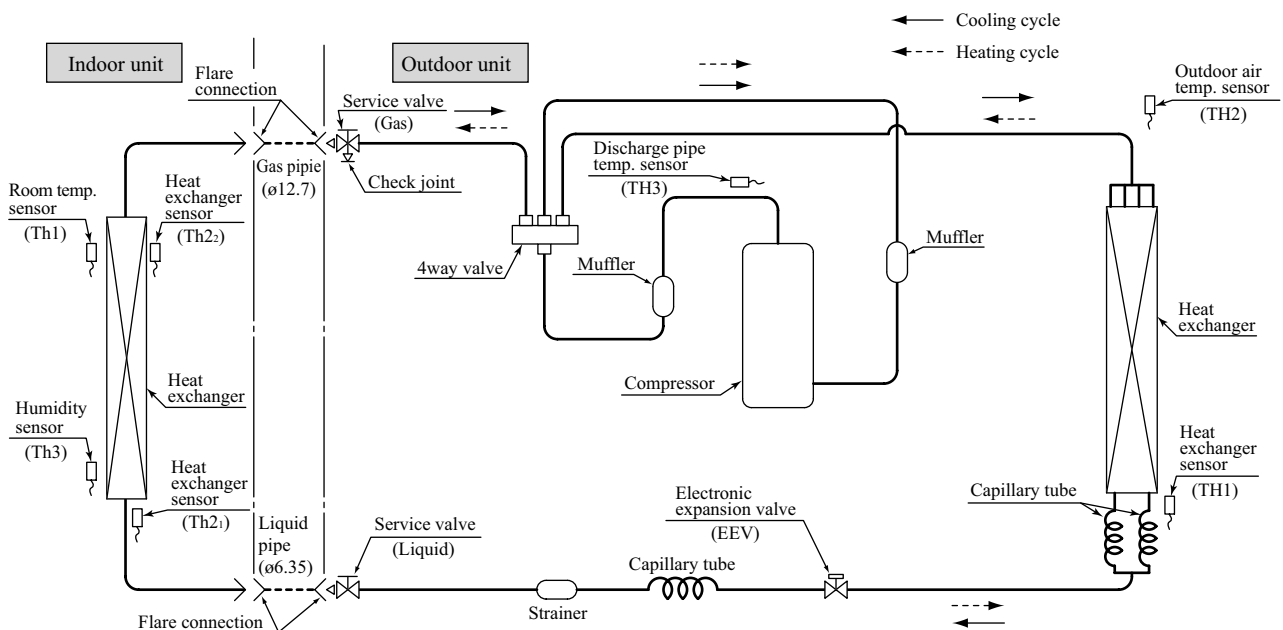 Cooling cycle
Heating cycle
Indoor unit
Outdoor unit
Flare
connection
Service valve
(Gas)
Outdoor air
temp. sensor
(TH2)
Gas pipie
(ø12.7)
Check joint
Discharge pipe
temp. sensor
(TH3)
Room temp.
sensor
(Th1)
Heat
exchanger
sensor
(Th2₂)
4way valve
Muffler
Muffler
Heat
exchanger
Compressor
Heat
exchanger
Humidity
sensor
(Th3)
Heat
exchanger
sensor
(Th2₁)
Liquid
pipe
(ø6.35)
Service valve
(Liquid)
Electronic
expansion valve
(EEV)
Capillary tube
Heat
exchanger
sensor
(TH1)
Capillary tube
Strainer
Flare connection